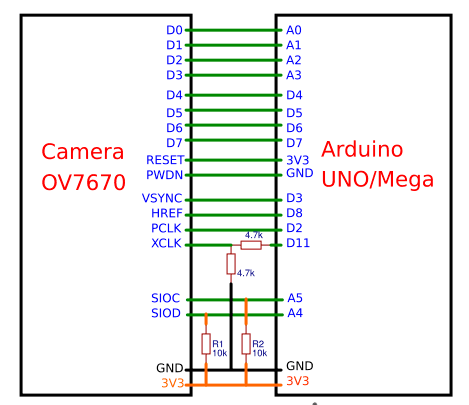 D0 A0
D1 A1
D2 A2
D3 A3
D4 D4
D5 D5
D6 D6
D7 D7
Camera
OV7670
Arduino
UNO/Mega
RESET 3V3
PWDN GND
VSYNC D3
HREF D8
PCLK D2
XCLK 4.7k D11
4.7k
SIOC A5
SIOD A4
R1
10k
R2
10k
GND GND
3V3 3V3